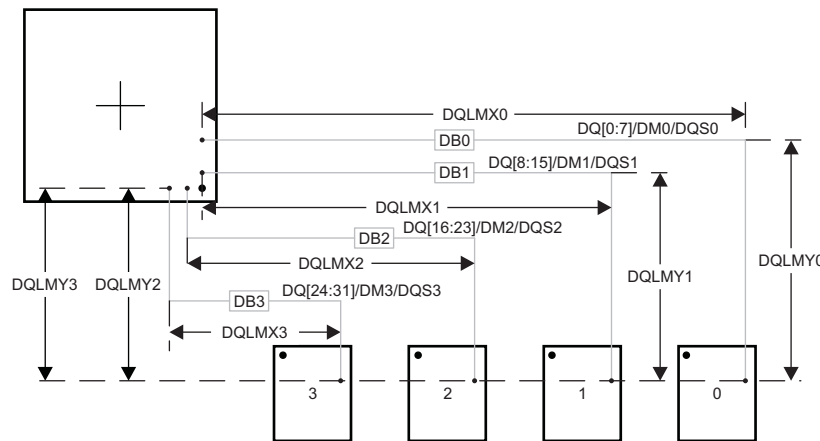 DQLMX0
DQ[0:7]/DM0/DQS0
DB0
DQ[8:15]/DM1/DQS1
DB1
DQLMX1
DQ[16:23]/DM2/DQS2
DB2
DQLMX2
DQLMY0
DQLMY1
DQLMY3
DQLMY2
DQ[24:31]/DM3/DQS3
DB3
DQLMX3
3
2
1
0